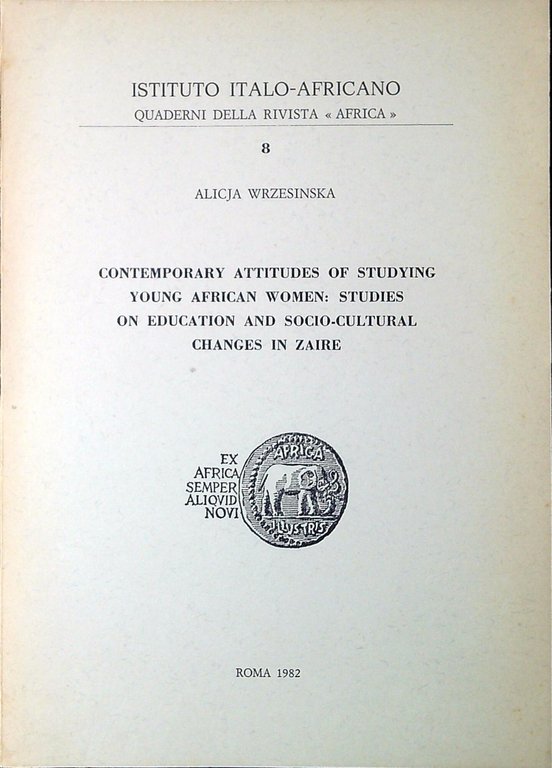 ISTITUTO ITALO-AFRICANO
QUADERNI DELLA RIVISTA « AFRICA »
8
ALICJA WRZESINSKA
CONTEMPORARY ATTITUDES OF STUDYING
YOUNG AFRICAN WOMEN: STUDIES
ON EDUCATION AND SOCIO-CULTURAL
CHANGES IN ZAIRE
EX
AFRICA
SEMPER
ALIQVID
NOVI
AFRICA
ILLVSTRIS
ROMA 1982